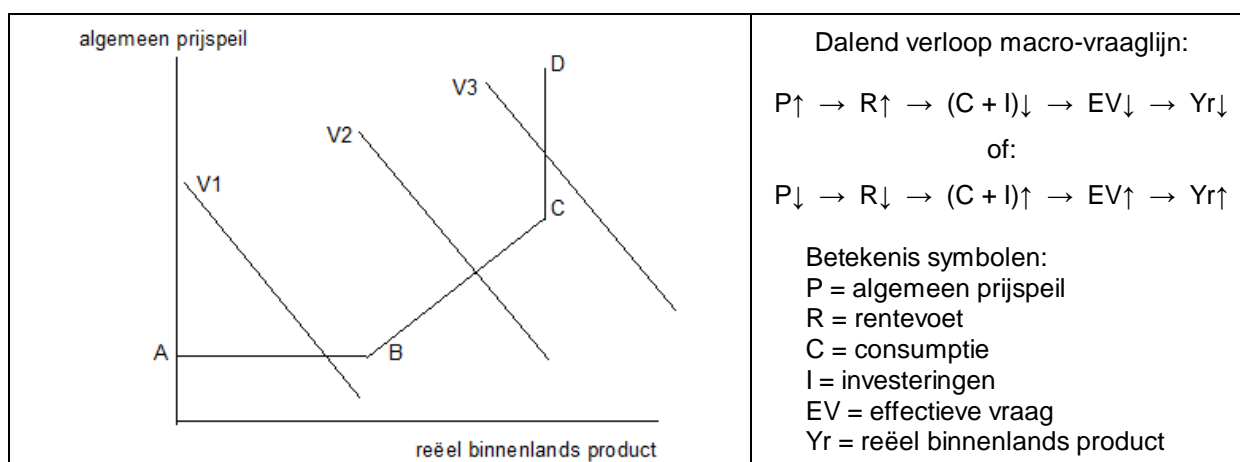 algemeen prijspeil
D
V3
V2
V1
C
A
B
reëel binnenlands product
Dalend verloop macro-vraaglijn:
P↑ → R↑ → (C + I)↓ → EV↓ → Yr↓
of:
P↓ → R↓ → (C + I)↑ → EV↑ → Yr↑
Betekenis symbolen:
P = algemeen prijspeil
R = rentevoet
C = consumptie
I = investeringen
EV = effectieve vraag
Yr = reëel binnenlands product